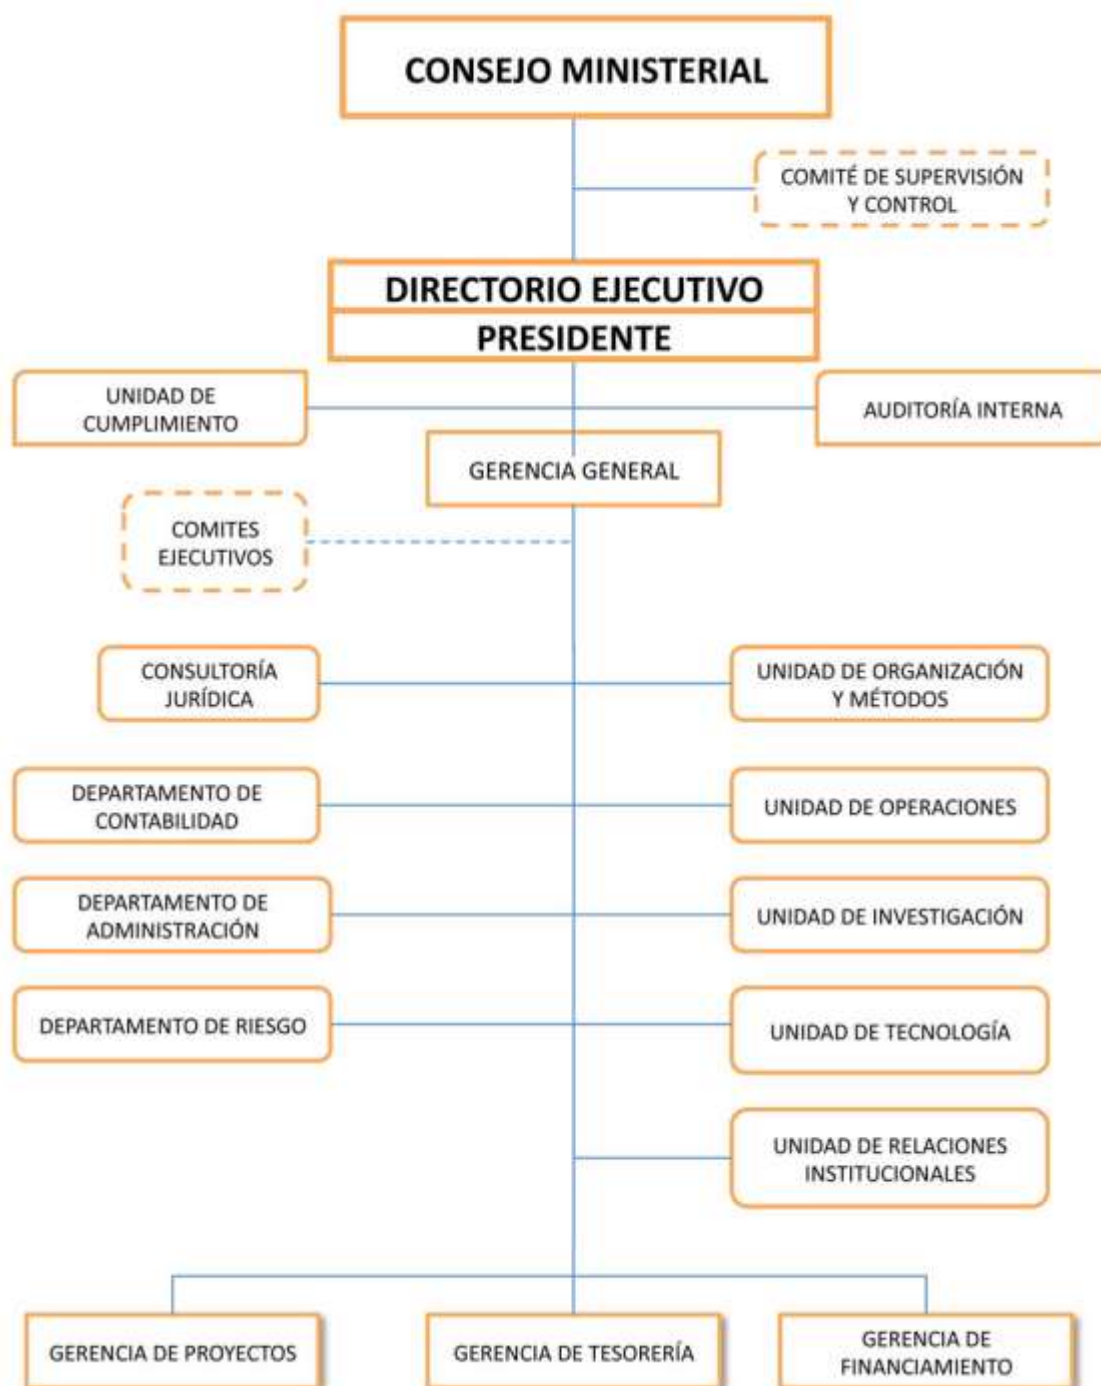 CONSEJO MINISTERIAL
COMITÉ DE SUPERVISIÓN
Y CONTROL
DIRECTORIO EJECUTIVO
PRESIDENTE
UNIDAD DE
CUMPLIMIENTO
AUDITORÍA INTERNA
GERENCIA GENERAL
COMITES
EJECUTIVOS
CONSULTORÍA
JURÍDICA
UNIDAD DE ORGANIZACIÓN
Y MÉTODOS
DEPARTAMENTO DE
CONTABILIDAD
UNIDAD DE OPERACIONES
DEPARTAMENTO DE
ADMINISTRACIÓN
UNIDAD DE INVESTIGACIÓN
DEPARTAMENTO DE RIESGO
UNIDAD DE TECNOLOGÍA
UNIDAD DE RELACIONES
INSTITUCIONALES
GERENCIA DE PROYECTOS
GERENCIA DE TESORERÍA
GERENCIA DE
FINANCIAMIENTO